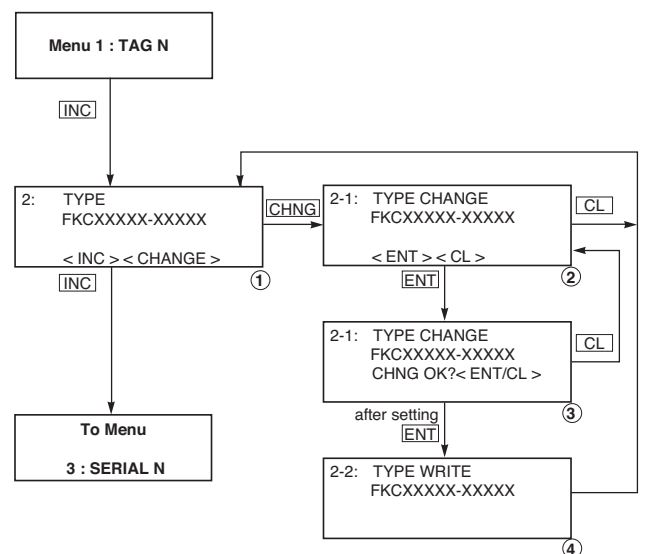 Menu 1 : TAG N
INC
2: TYPE
FKCXXXXX-XXXXX
< INC > < CHANGE >
①
CHNG
2-1: TYPE CHANGE
FKCXXXXX-XXXXX
< ENT > < CL >
②
CL
INC
ENT
2-1: TYPE CHANGE
FKCXXXXX-XXXXX
CHNG OK?< ENT/CL >
③
CL
To Menu
3 : SERIAL N
after setting
ENT
2-2: TYPE WRITE
FKCXXXXX-XXXXX
④